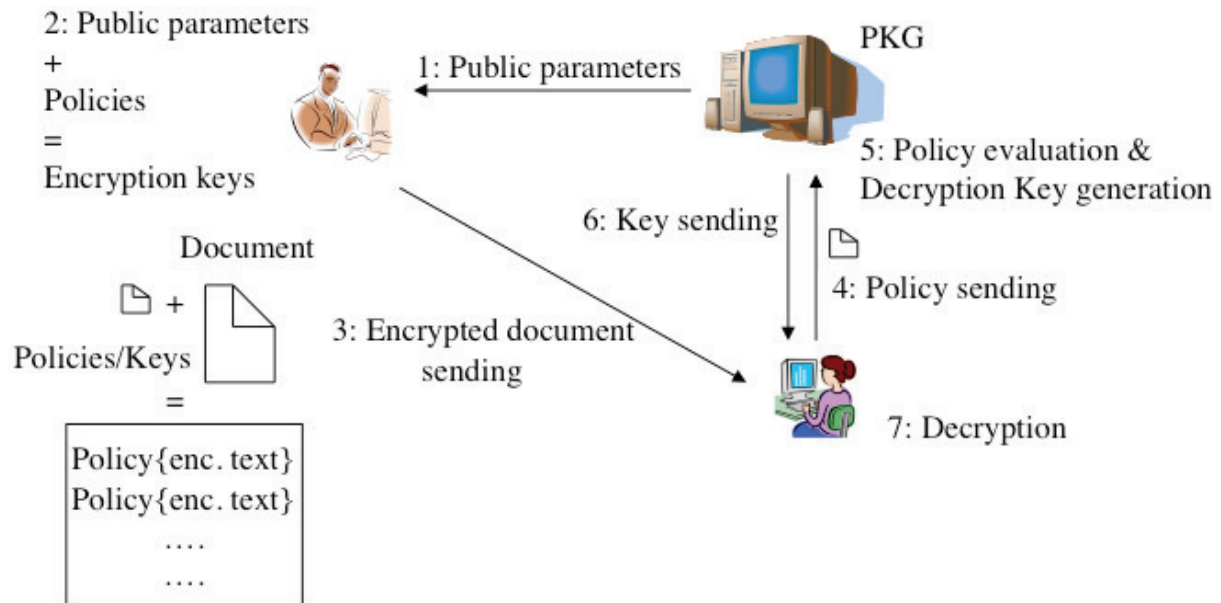 2: Public parameters
+
Policies
=
Encryption keys
1: Public parameters
PKG
5: Policy evaluation &
Decryption Key generation
6: Key sending
4: Policy sending
Document
+
Policies/Keys
=
3: Encrypted document
sending
7: Decryption
Policy{enc. text}
Policy{enc. text}
....
....